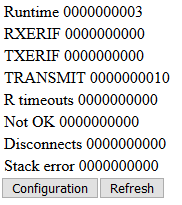 Runtime 0000000003
RXERIF 0000000000
TXERIF 0000000000
TRANSMIT 0000000010
R timeouts 0000000000
Not OK 0000000000
Disconnects 0000000000
Stack error 0000000000
Configuration Refresh